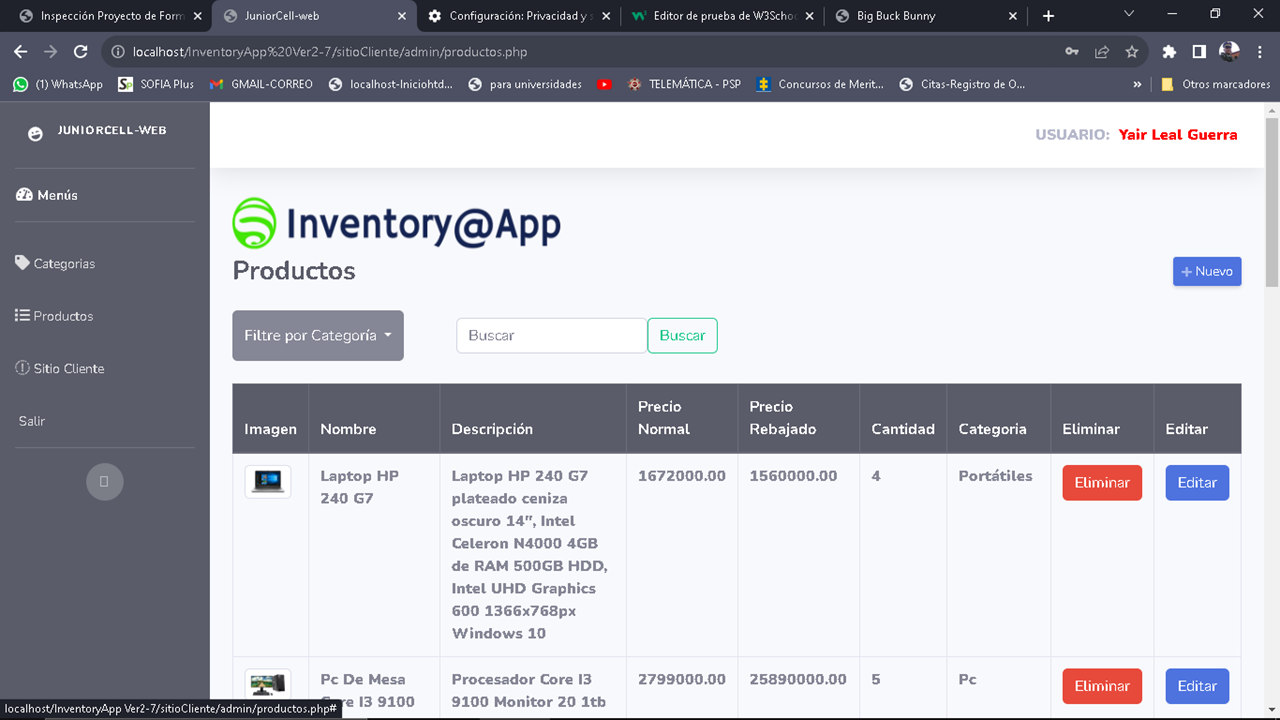 Inspección Proyecto de Form
JuniorCell-web
Configuración: Privacidad y s
Editor de prueba de W3Schoo
Big Buck Bunny
localhost/InventoryApp%20Ver2-7/sitioCliente/admin/productos.php
(1) WhatsApp
SOFIA Plus
GMAIL-CORREO
localhost-Iniciohtd...
para universidades
TELEMÁTICA - PSP
Concursos de Merit...
Citas-Registro de O...
»
Otros marcadores
JUNIORCELL-WEB
USUARIO: Yair Leal Guerra
Menús
Categorias
Productos
Sitio Cliente
Salir
Inventory@App
Productos
+ Nuevo
Filtre por Categoría
Buscar
Buscar
Imagen
Nombre
Descripción
Precio
Normal
Precio
Rebajado
Cantidad
Categoria
Eliminar
Editar
Laptop HP
240 G7
Laptop HP 240 G7
plateado ceniza
oscuro 14", Intel
Celeron N4000 4GB
de RAM 500GB HDD,
Intel UHD Graphics
600 1366x768px
Windows 10
1672000.00
1560000.00
4
Portátiles
Eliminar
Editar
Pc De Mesa
Core I3 9100
Procesador Core I3
9100 Monitor 20 1tb
2799000.00
25890000.00
5
Pc
Eliminar
Editar
localhost/InventoryApp Ver2-7/sitioCliente/admin/productos.php#